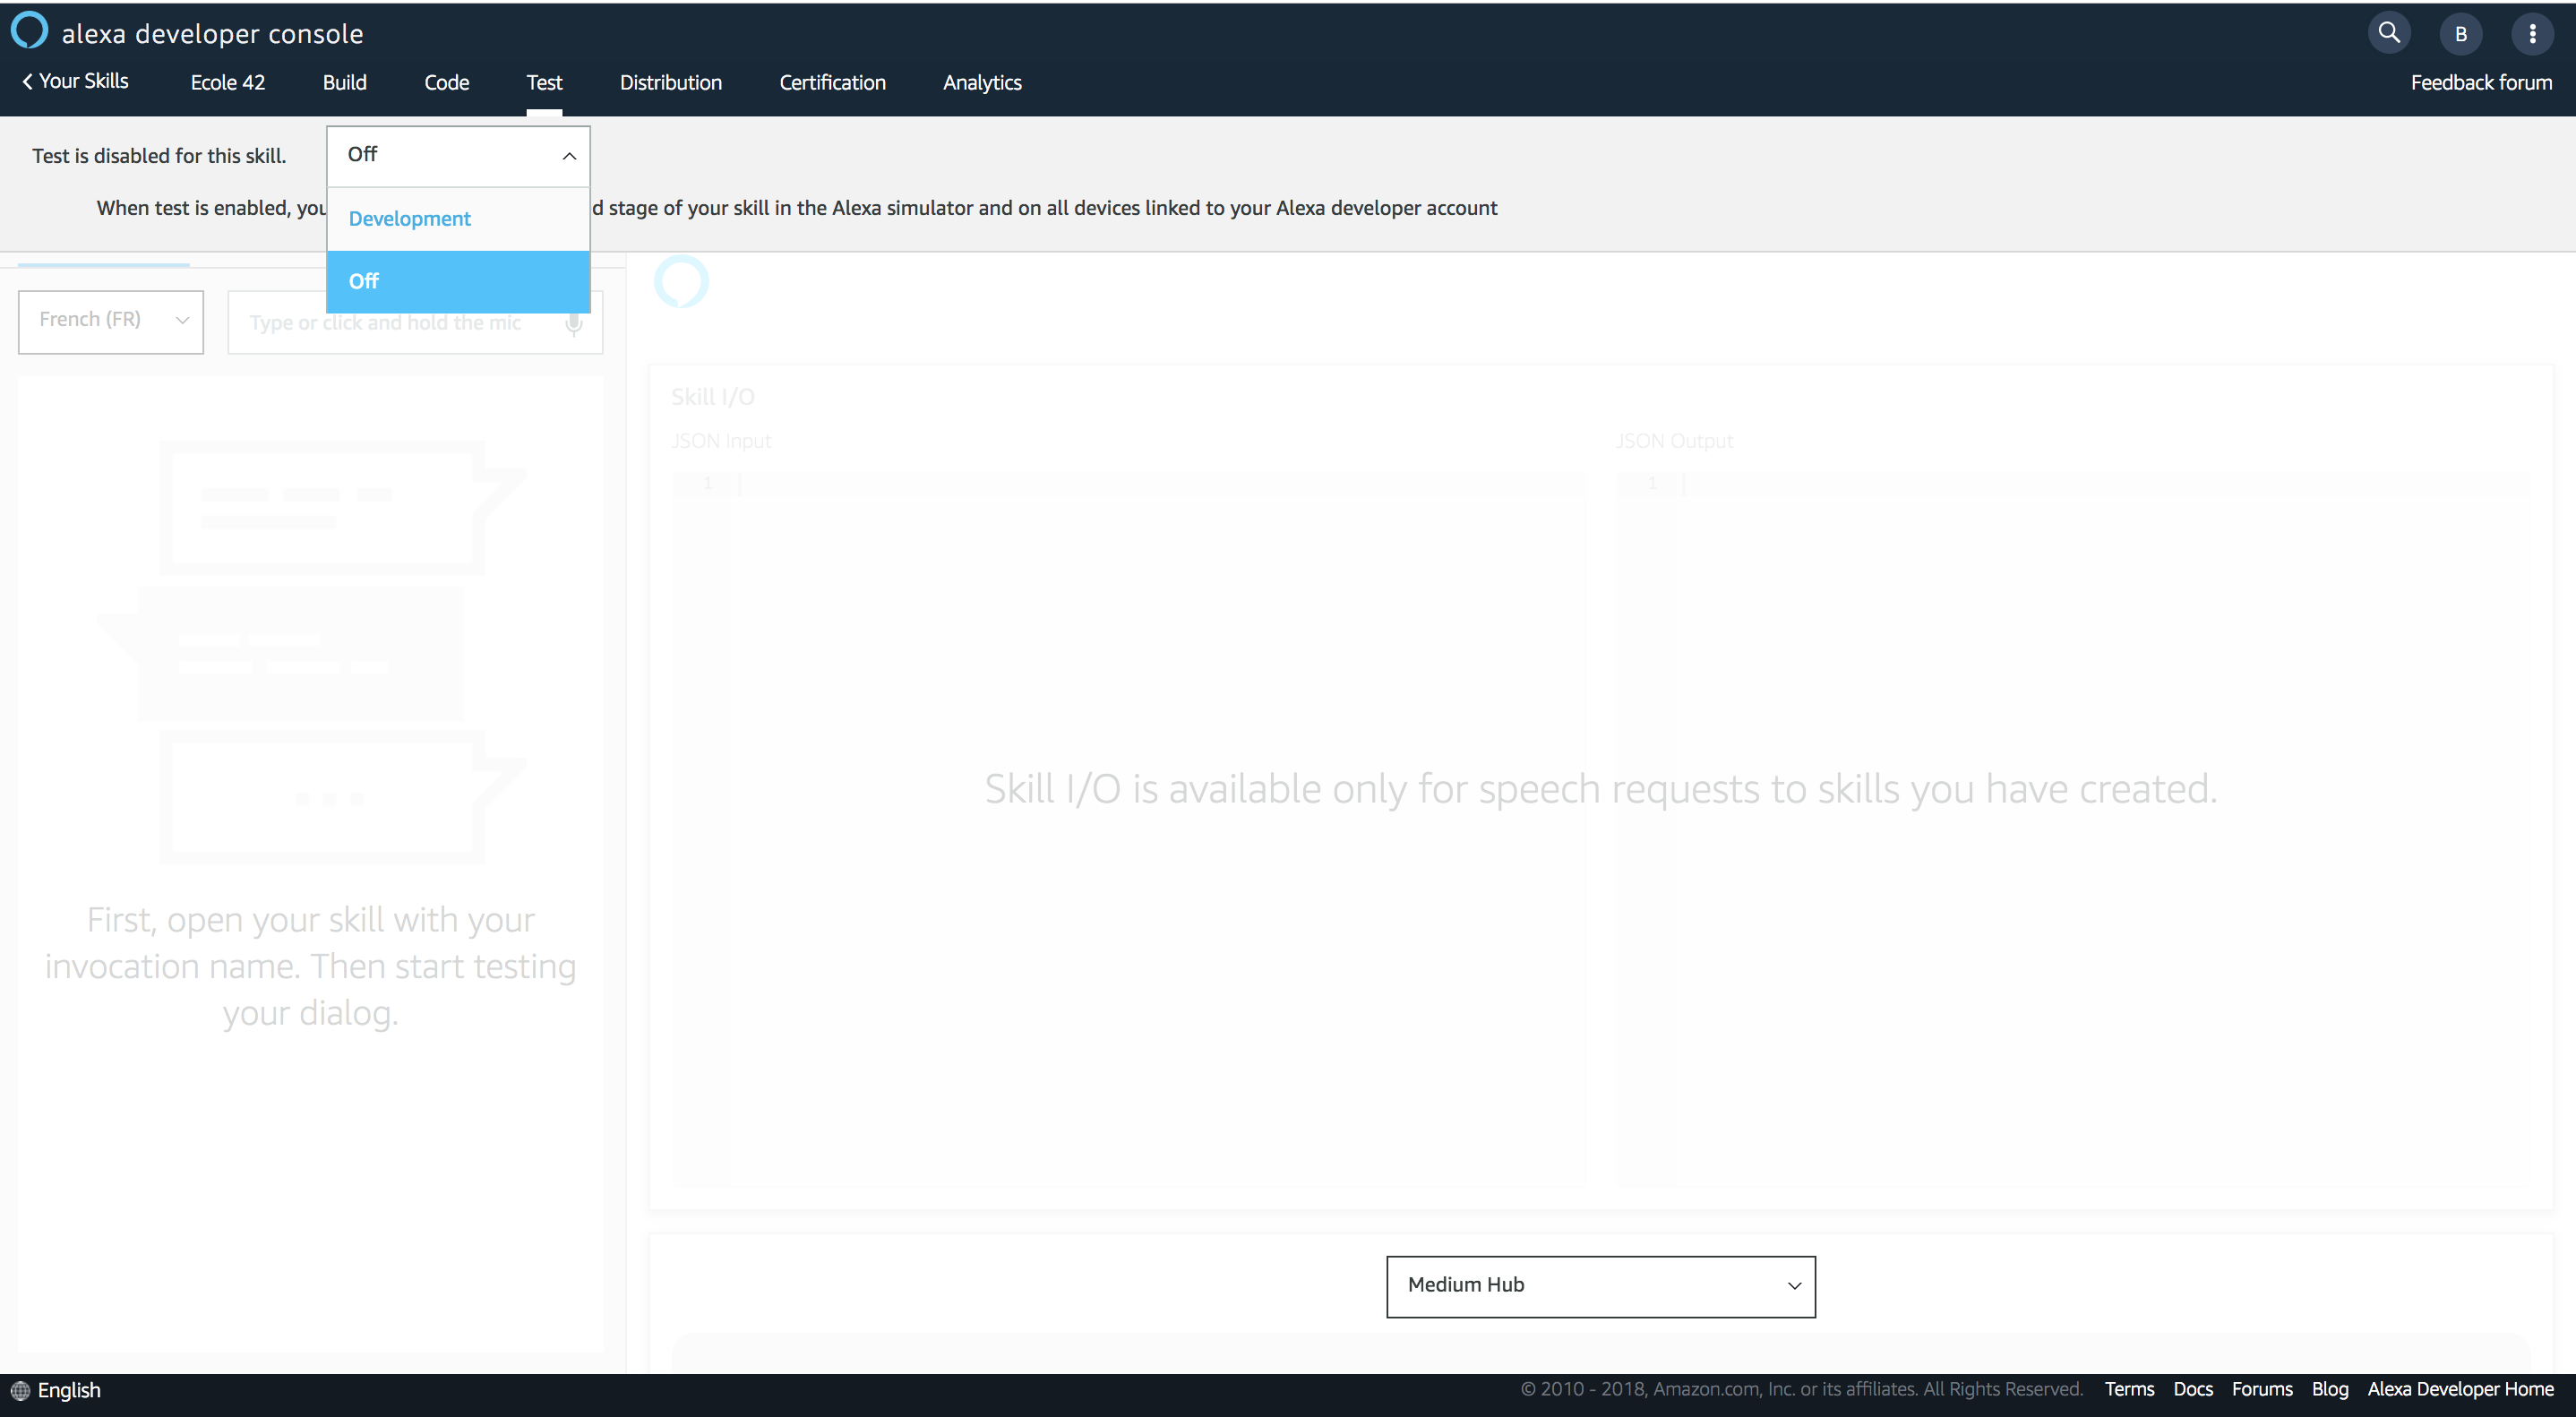 alexa developer console
B
Your Skills
Ecole 42
Build
Code
Test
Distribution
Certification
Analytics
Feedback forum
Test is disabled for this skill.
Off
When test is enabled, you
d stage of your skill in the Alexa simulator and on all devices linked to your Alexa developer account
Development
Off
French (FR)
Type or click and hold the mic
Skill I/O
JSON Input
JSON Output
1
1
Skill I/O is available only for speech requests to skills you have created.
First, open your skill with your
invocation name. Then start testing
your dialog.
Medium Hub
English
© 2010 - 2018, Amazon.com, Inc. or its affiliates. All Rights Reserved.
Terms
Docs
Forums
Blog
Alexa Developer Home